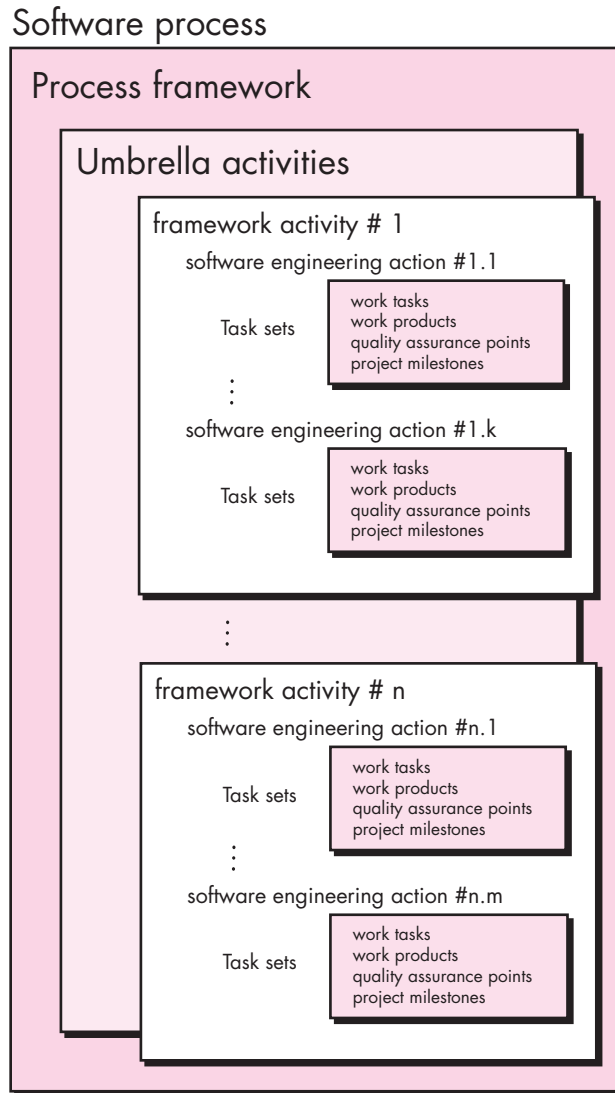 Software process
Process framework
Umbrella activities
framework activity # 1
software engineering action #1.1
Task sets
work tasks
work products
quality assurance points
project milestones
software engineering action #1.k
Task sets
work tasks
work products
quality assurance points
project milestones
framework activity # n
software engineering action #n.1
Task sets
work tasks
work products
quality assurance points
project milestones
software engineering action #n.m
Task sets
work tasks
work products
quality assurance points
project milestones